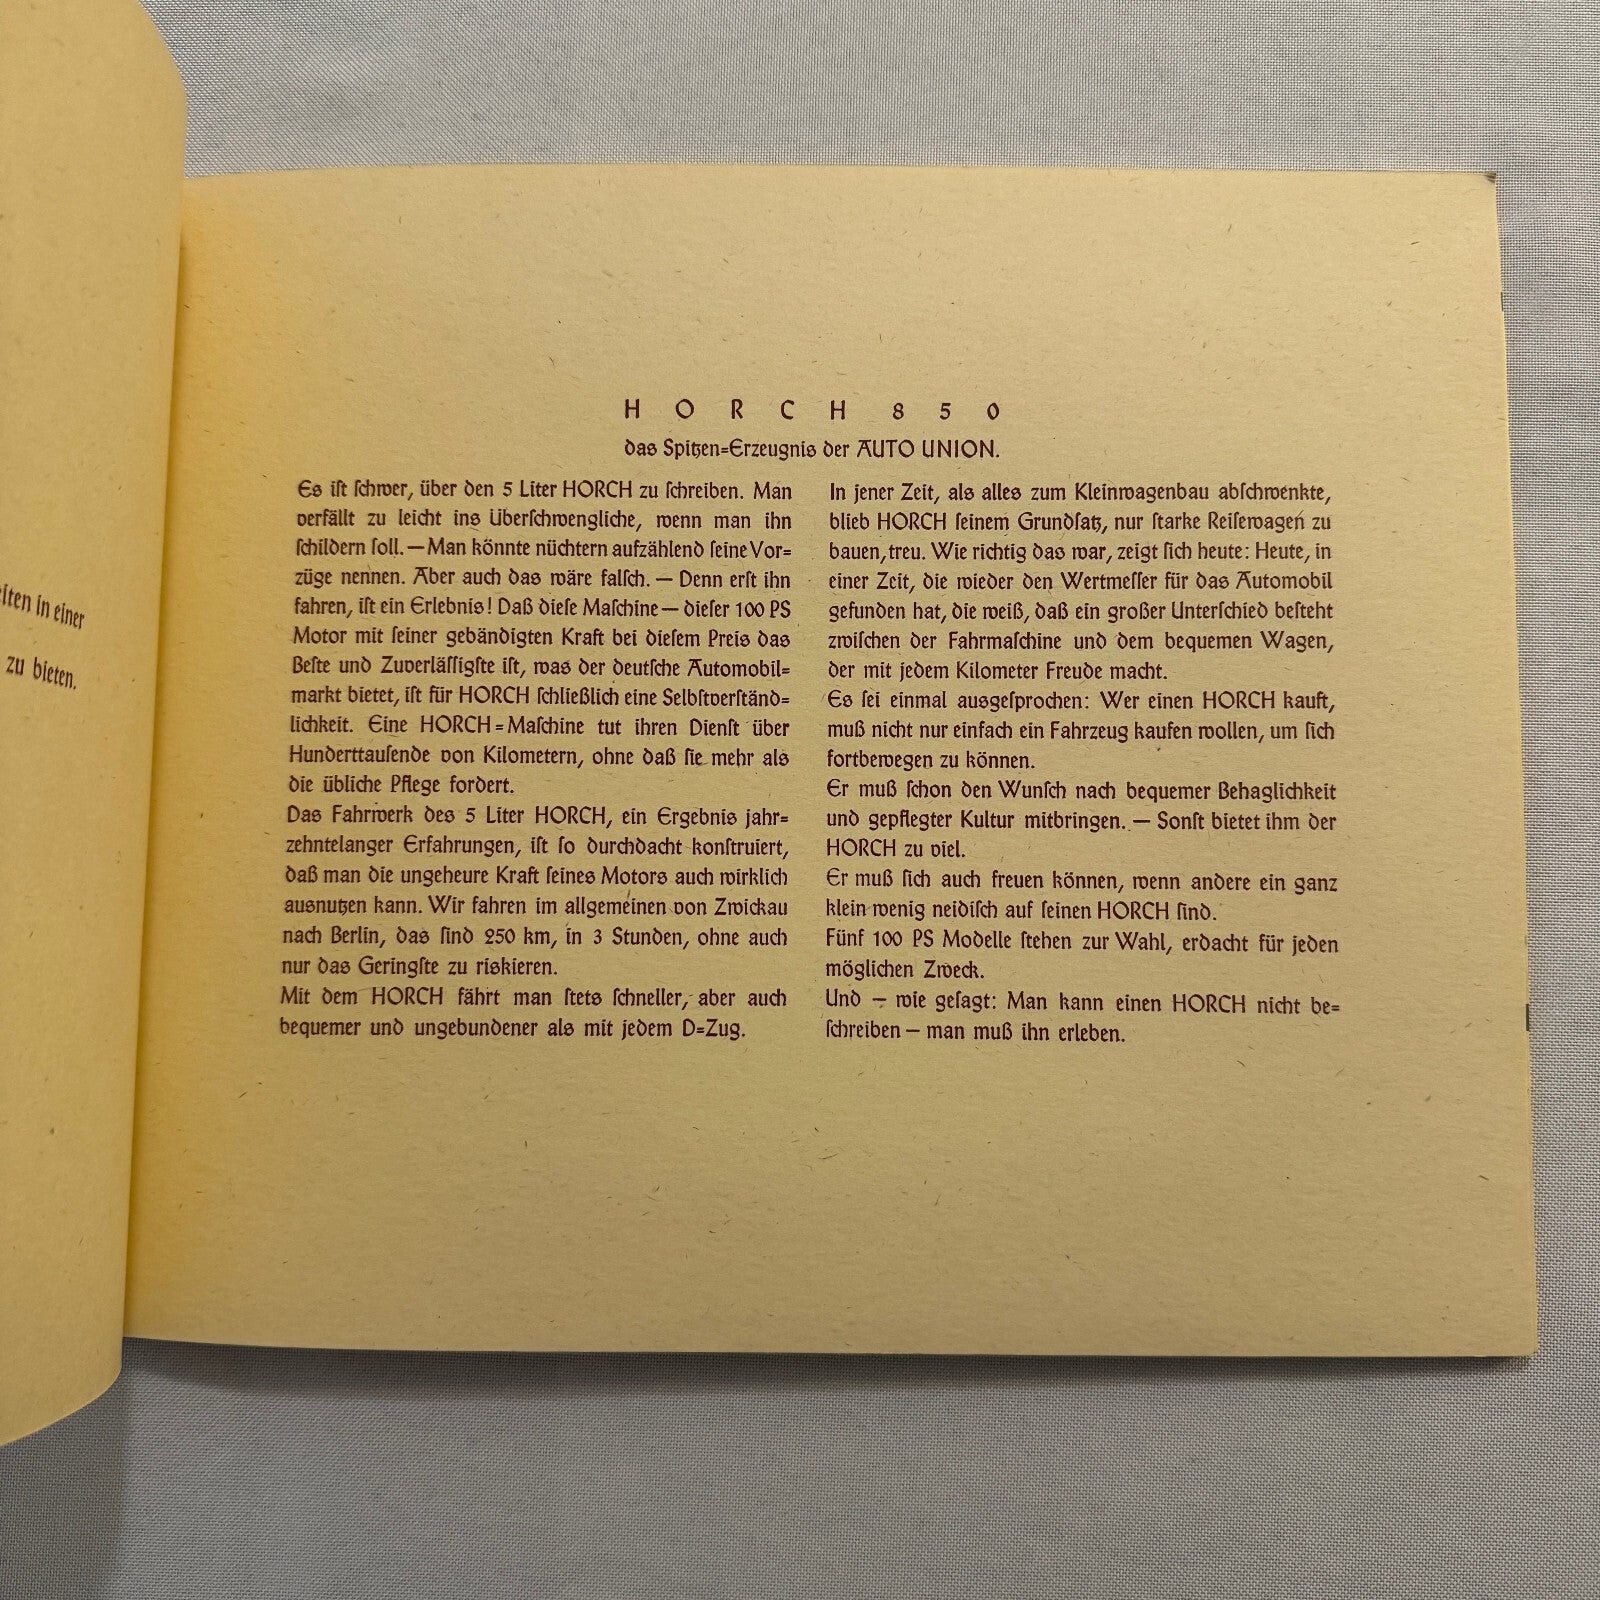 eiten in einer
zu bieten.
HORCH 850
das Spitzen=Erzeugnis der AUTO UNION.
Es iſt ſchwer, über den 5 Liter HORCH zu ſchreiben. Man
verfällt zu leicht ins Überſchwengliche, wenn man ihn
ſchildern ſoll. — Man könnte nüchtern aufzählend ſeine Vor=
züge nennen. Aber auch das wäre falſch. — Denn erſt ihn
fahren, iſt ein Erlebnis! Daß dieſe Maſchine — dieſer 100 PS
Motor mit ſeiner gebändigten Kraft bei dieſem Preis das
Beſte und Zuverläſſigſte iſt, was der deutſche Automobil=
markt bietet, iſt für HORCH ſchließlich eine Selbſtverſtänd=
lichkeit. Eine HORCH=Maſchine tut ihren Dienſt über
Hunderttauſende von Kilometern, ohne daß ſie mehr als
die übliche Pflege fordert.
Das Fahrwerk des 5 Liter HORCH, ein Ergebnis jahr=
zehntelanger Erfahrungen, iſt ſo durchdacht konſtruiert,
daß man die ungeheure Kraft ſeines Motors auch wirklich
ausnutzen kann. Wir fahren im allgemeinen von Zwickau
nach Berlin, das ſind 250 km, in 3 Stunden, ohne auch
nur das Geringſte zu riskieren.
Mit dem HORCH fährt man ſtets ſchneller, aber auch
bequemer und ungebundener als mit jedem D=Zug.
In jener Zeit, als alles zum Kleinwagenbau abſchwenkte,
blieb HORCH ſeinem Grundſatz, nur ſtarke Reiſewagen zu
bauen, treu. Wie richtig das war, zeigt ſich heute: Heute, in
einer Zeit, die wieder den Wertmeſſer für das Automobil
gefunden hat, die weiß, daß ein großer Unterſchied beſteht
zwiſchen der Fahrmaſchine und dem bequemen Wagen,
der mit jedem Kilometer Freude macht.
Es ſei einmal ausgeſprochen: Wer einen HORCH kauft,
muß nicht nur einfach ein Fahrzeug kaufen wollen, um ſich
fortbewegen zu können.
Er muß ſchon den Wunſch nach bequemer Behaglichkeit
und gepflegter Kultur mitbringen. — Sonſt bietet ihm der
HORCH zu viel.
Er muß ſich auch freuen können, wenn andere ein ganz
klein wenig neidiſch auf ſeinen HORCH ſind.
Fünf 100 PS Modelle ſtehen zur Wahl, erdacht für jeden
möglichen Zweck.
Und — wie geſagt: Man kann einen HORCH nicht be=
ſchreiben — man muß ihn erleben.